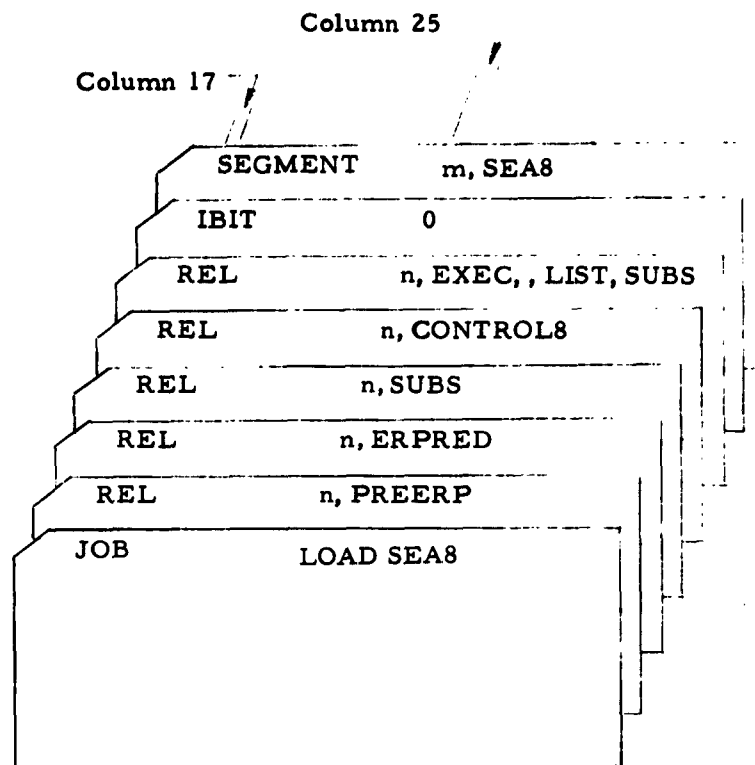 Column 25
Column 17
SEGMENT m, SEA8
IBIT 0
REL n, EXEC, , LIST, SUBS
REL n, CONTROL8
REL n, SUBS
REL n, ERPRED
REL n, PREERP
JOB LOAD SEA8